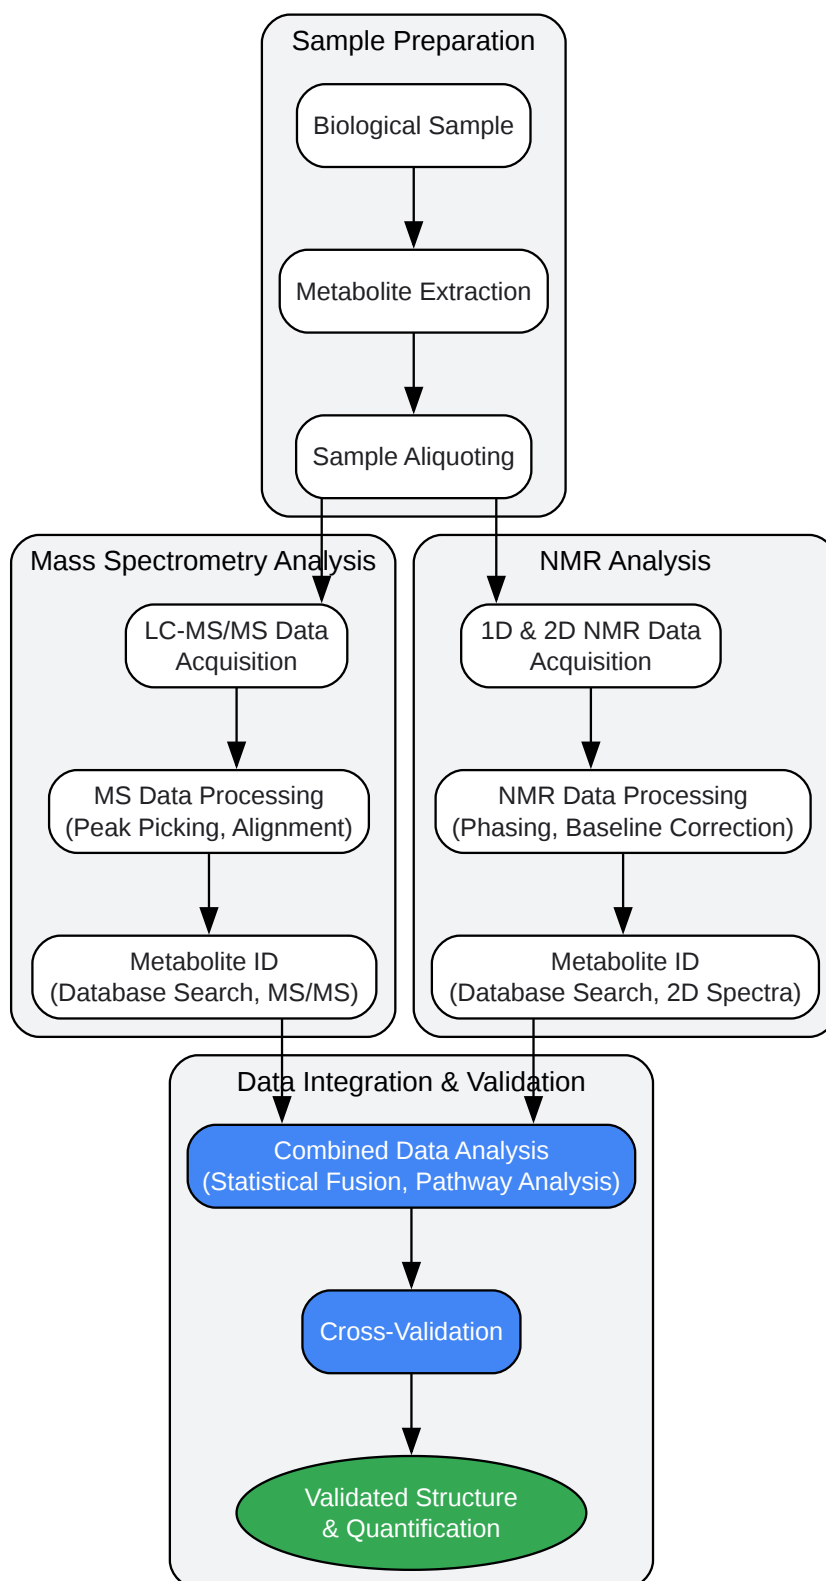 Sample Preparation
Biological Sample
Metabolite Extraction
Sample Aliquoting
Mass Spectrometry Analysis
LC-MS/MS Data
Acquisition
MS Data Processing
(Peak Picking, Alignment)
Metabolite ID
(Database Search, MS/MS)
NMR Analysis
1D & 2D NMR Data
Acquisition
NMR Data Processing
(Phasing, Baseline Correction)
Metabolite ID
(Database Search, 2D Spectra)
Data Integration & Validation
Combined Data Analysis
(Statistical Fusion, Pathway Analysis)
Cross-Validation
Validated Structure
& Quantification